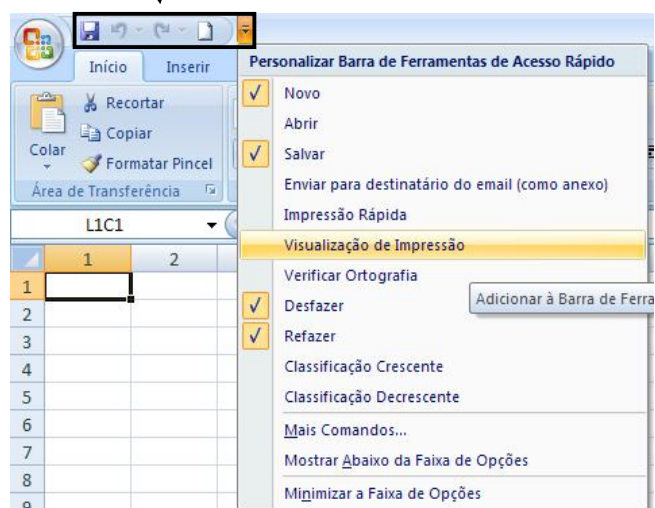 Início Inserir
Personalizar Barra de Ferramentas de Acesso Rápido
Recortar
Copiar
Colar
Formatar Pincel
Área de Transferência
L1C1
1 2
1
2
3
4
5
6
7
8
9
Novo
Abrir
Salvar
Enviar para destinatário do email (como anexo)
Impressão Rápida
Visualização de Impressão
Verificar Ortografia
Adicionar à Barra de Ferra
Desfazer
Refazer
Classificação Crescente
Classificação Decrescente
Mais Comandos...
Mostrar Abaixo da Faixa de Opções
Minimizar a Faixa de Opções